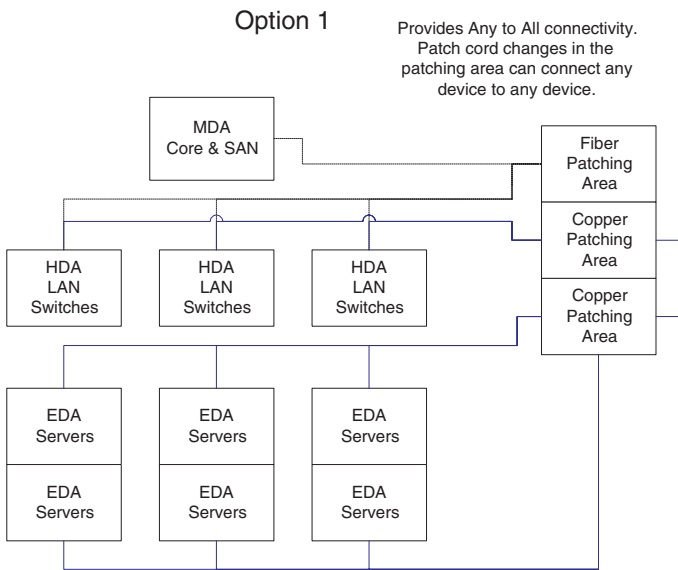 Option 1
Provides Any to All connectivity.
Patch cord changes in the
patching area can connect any
device to any device.
MDA
Core & SAN
Fiber
Patching
Area
Copper
Patching
Area
Copper
Patching
Area
HDA
LAN
Switches
HDA
LAN
Switches
HDA
LAN
Switches
EDA
Servers
EDA
Servers
EDA
Servers
EDA
Servers
EDA
Servers
EDA
Servers